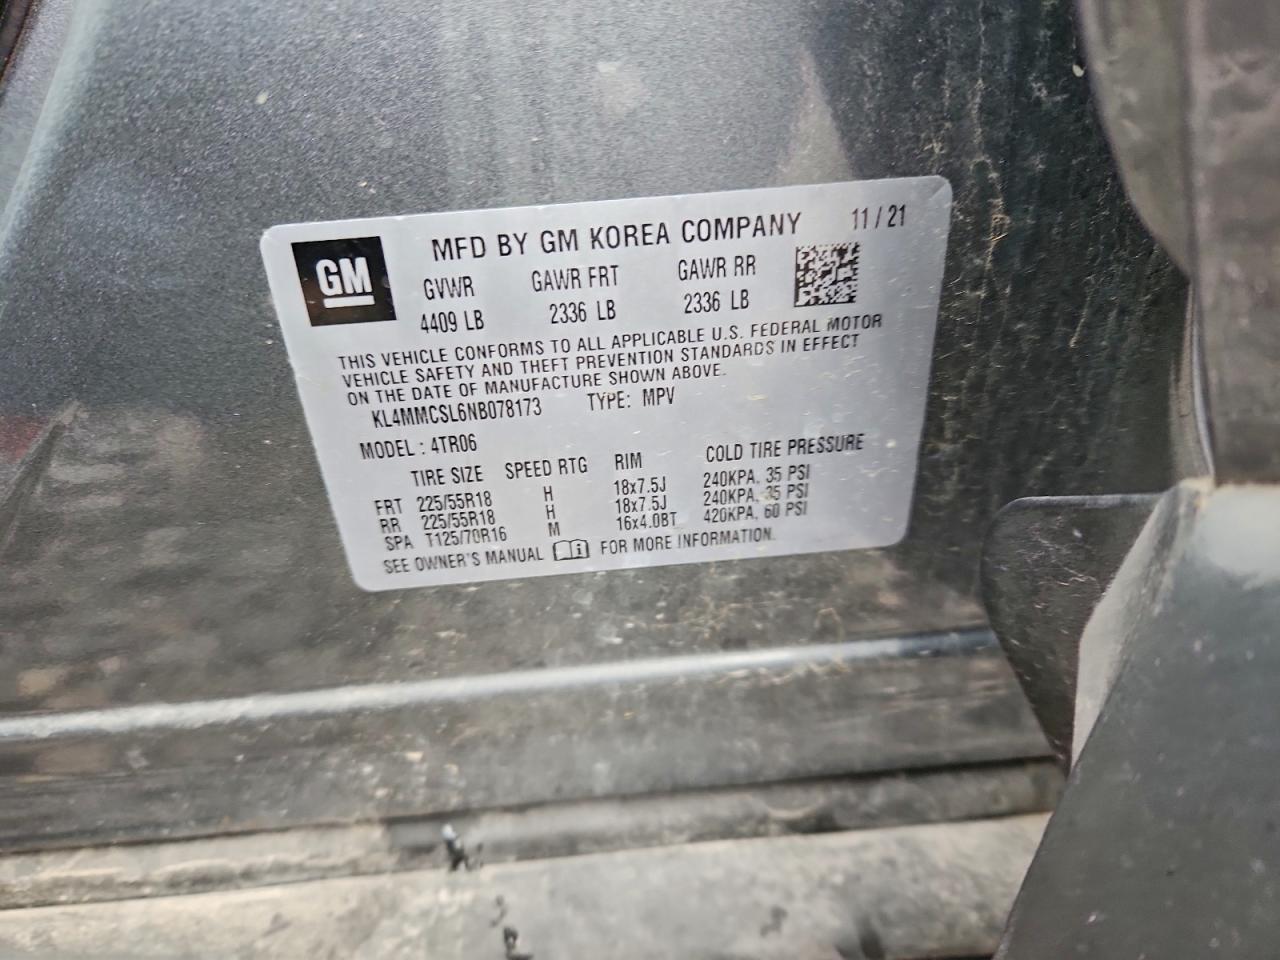 GM
MFD BY GM KOREA COMPANY 11 / 21
GVWR GAWR FRT GAWR RR
4409 LB 2336 LB 2336 LB
THIS VEHICLE CONFORMS TO ALL APPLICABLE U.S. FEDERAL MOTOR
VEHICLE SAFETY AND THEFT PREVENTION STANDARDS IN EFFECT
ON THE DATE OF MANUFACTURE SHOWN ABOVE.
KL4MMCSL6NB078173 TYPE: MPV
MODEL : 4TR06
TIRE SIZE SPEED RTG RIM COLD TIRE PRESSURE
FRT 225/55R18 H 18x7.5J 240KPA, 35 PSI
RR 225/55R18 H 18x7.5J 240KPA, 35 PSI
SPA T125/70R16 M 16x4.0BT 420KPA, 60 PSI
SEE OWNER'S MANUAL i FOR MORE INFORMATION.